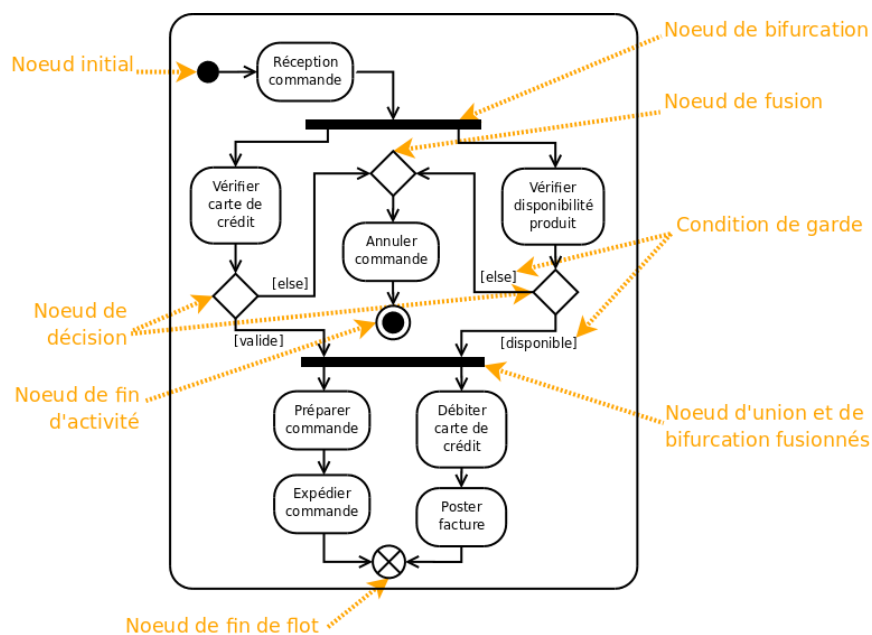 Noeud de bifurcation
Noeud initial
Réception
commande
Noeud de fusion
Vérifier
carte de
crédit
Vérifier
disponibilité
produit
Annuler
commande
Condition de garde
[else]
[else]
Noeud de
décision
[valide]
[disponible]
Noeud de fin
d'activité
Préparer
commande
Débiter
carte de
crédit
Noeud d'union et de
bifurcation fusionnés
Expédier
commande
Poster
facture
Noeud de fin de flot